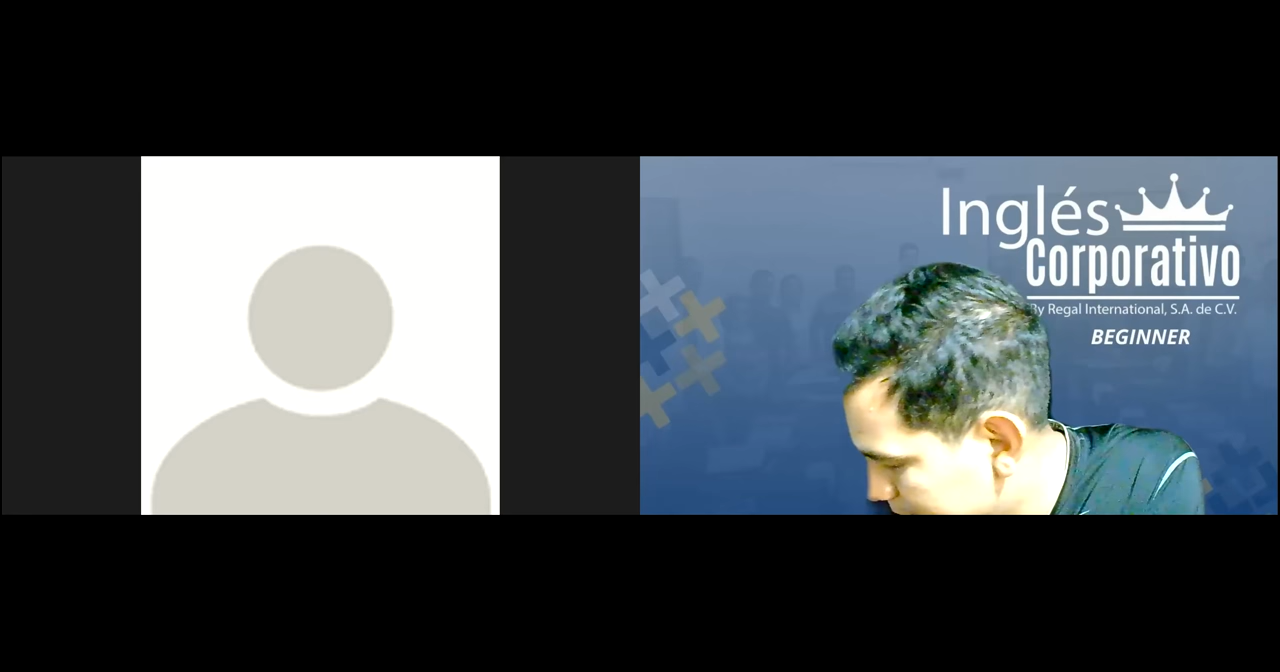 Inglés
Corporativo
By Regal International, S.A. de C.V.
BEGINNER